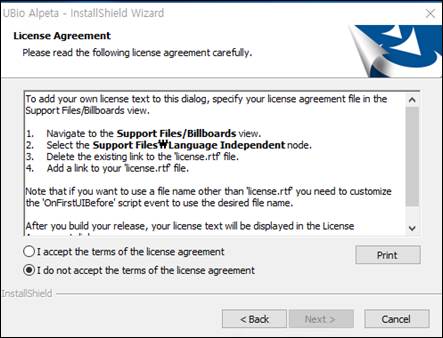 UBio Alpeta - InstallShield Wizard
License Agreement
Please read the following license agreement carefully.
To add your own license text to this dialog, specify your license agreement file in the
Support Files/Billboards view.
1. Navigate to the Support Files/Billboards view.
2. Select the Support Files₩Language Independent node.
3. Delete the existing link to the 'license.rtf' file.
4. Add a link to your 'license.rtf' file.
Note that if you want to use a file name other than 'license.rtf' you need to customize
the 'OnFirstUIBefore' script event to use the desired file name.
After you build your release, your license text will be displayed in the License
I accept the terms of the license agreement
Print
I do not accept the terms of the license agreement
InstallShield
< Back
Next >
Cancel